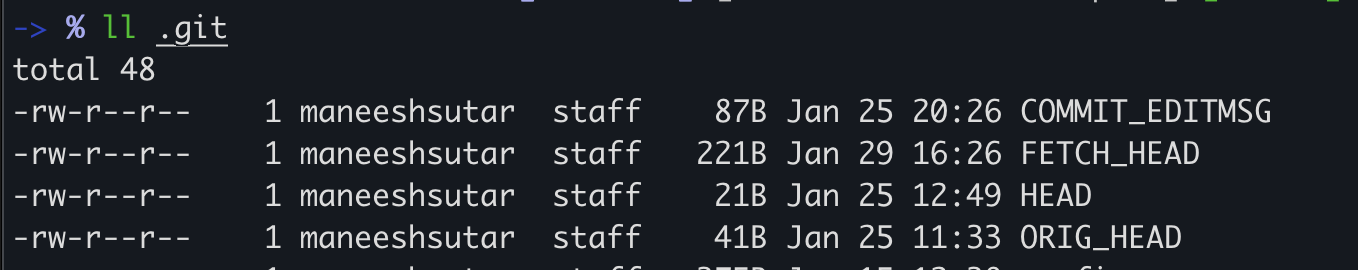 -> % ll .git
total 48
-rw-r--r--    1 maneeshsutar  staff    87B Jan 25 20:26 COMMIT_EDITMSG
-rw-r--r--    1 maneeshsutar  staff   221B Jan 29 16:26 FETCH_HEAD
-rw-r--r--    1 maneeshsutar  staff    21B Jan 25 12:49 HEAD
-rw-r--r--    1 maneeshsutar  staff    41B Jan 25 11:33 ORIG_HEAD